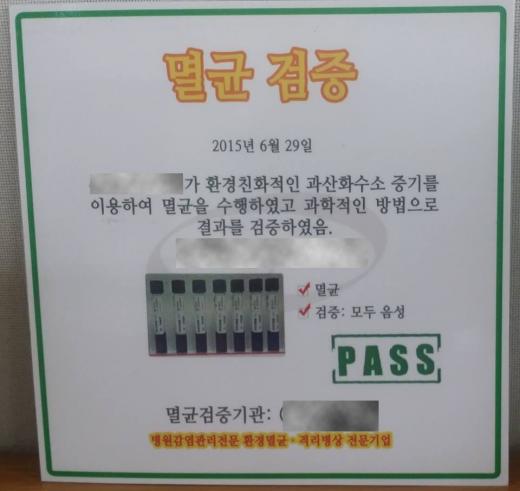 멸균 검증
2015년 6월 29일
가 환경친화적인 과산화수소 증기를
이용하여 멸균을 수행하였고 과학적인 방법으로
결과를 검증하였음.
멸균
검증: 모두 음성
PASS
멸균검증기관: (
병원감염관리전문 환경멸균·격리병상 전문기업